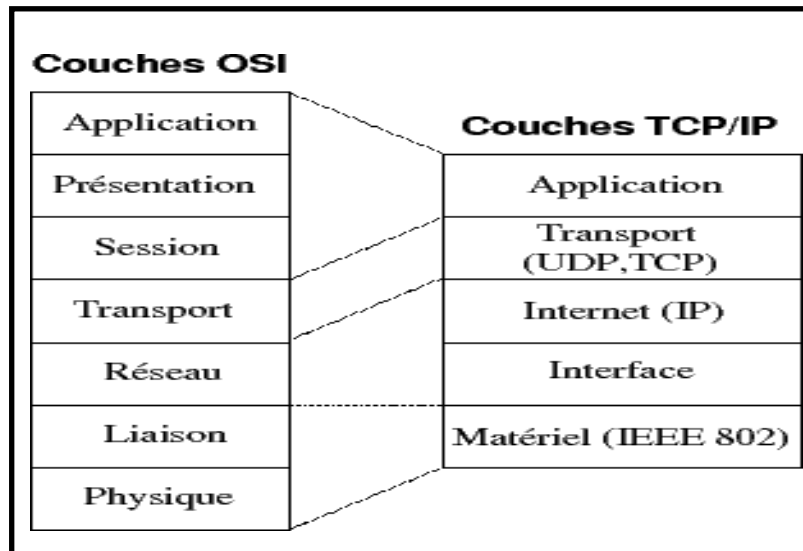 Couches OSI
Application
Présentation
Session
Transport
Réseau
Liaison
Physique
Couches TCP/IP
Application
Transport
(UDP,TCP)
Internet (IP)
Interface
Matériel (IEEE 802)